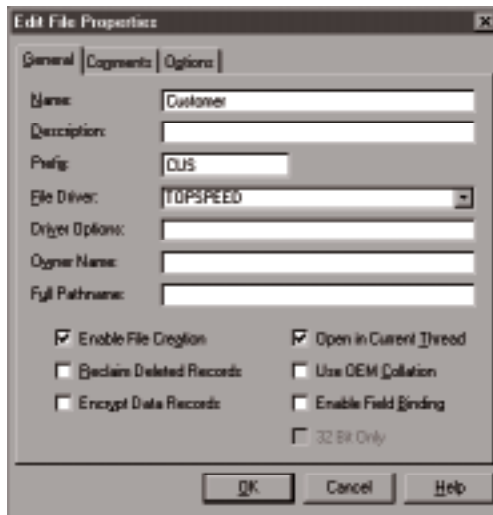 Edit File Properties
General Comments Options
Name: Customer
Description:
Prefix: CUS
File Driver: TOPSPEED
Driver Options:
Owner Name:
Full Pathname:
Enable File Creation Open in Current Thread
Reclaim Deleted Records Use OEM Collation
Encrypt Data Records Enable Field Binding
32 Bit Only
OK Cancel Help